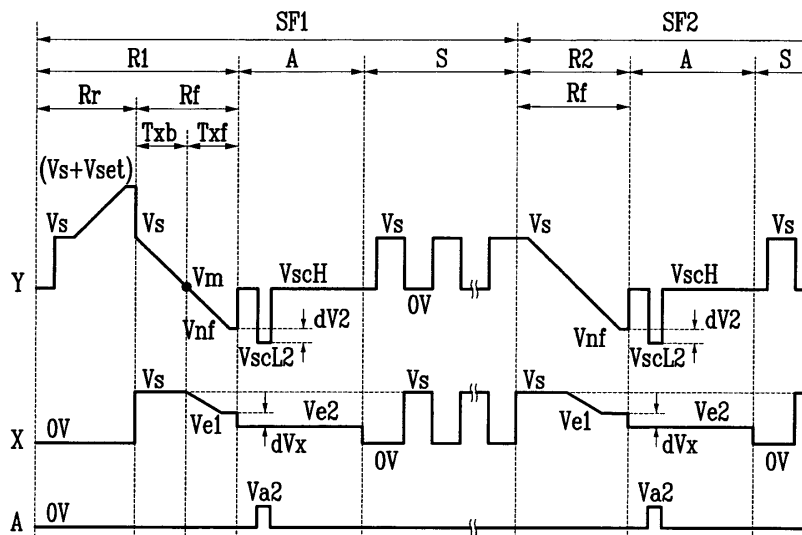 SF1 SF2
R1 A S R2 A S
Rr Rf Rf
Txb Txf
(Vs+Vset)
Vs Vs Vs Vs Vs
Vm VscH VscH
Y 0V
Vnf dV2 Vnf dV2
VscL2 VscL2
Vs Vs Vs
Ve1 Ve2 Ve1 Ve2
X 0V dVx 0V dVx 0V
Va2 Va2
A 0V